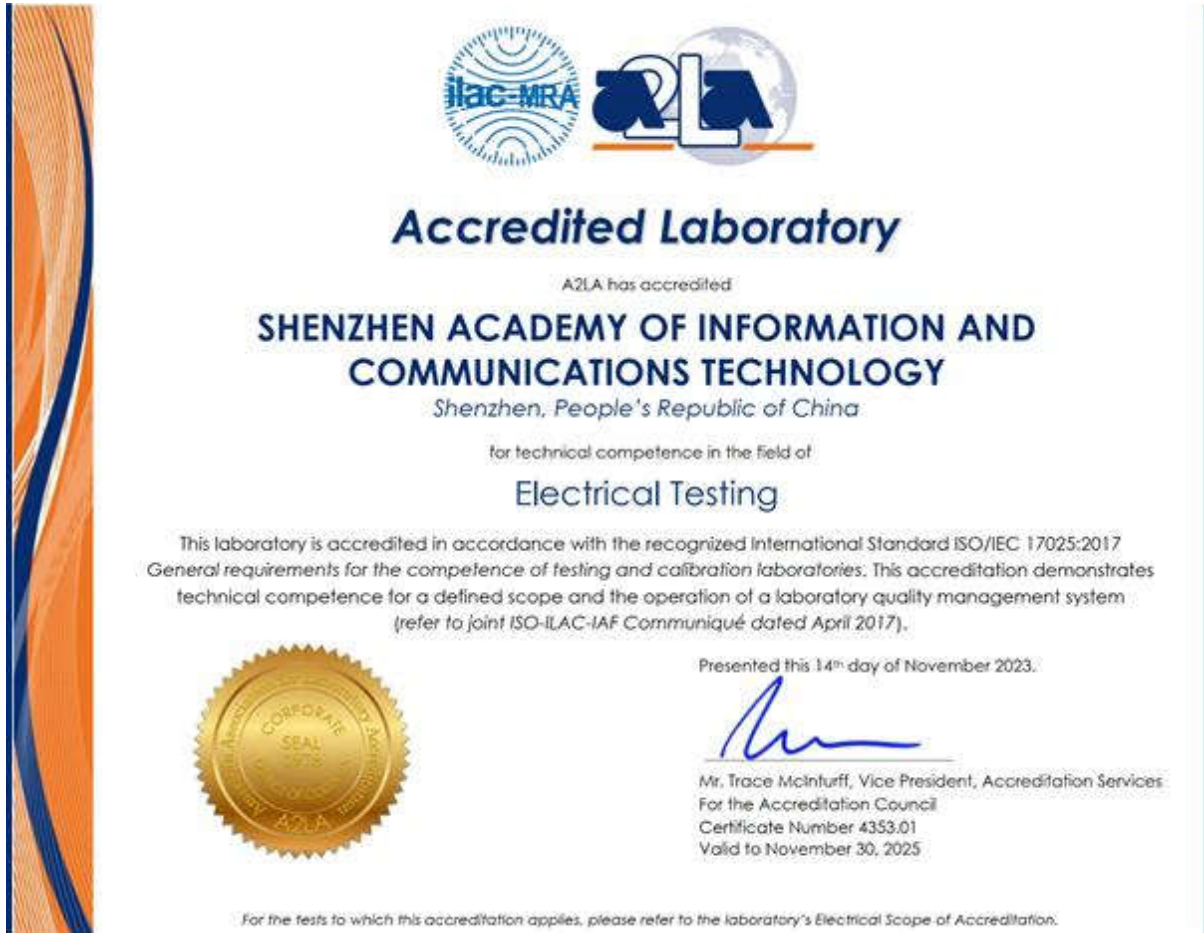 ilac-MRA
a2La
Accredited Laboratory
A2LA has accredited
SHENZHEN ACADEMY OF INFORMATION AND
COMMUNICATIONS TECHNOLOGY
Shenzhen, People's Republic of China
for technical competence in the field of
Electrical Testing
This laboratory is accredited in accordance with the recognized International Standard ISO/IEC 17025:2017
General requirements for the competence of testing and calibration laboratories. This accreditation demonstrates
technical competence for a defined scope and the operation of a laboratory quality management system
(refer to joint ISO-ILAC-IAF Communiqué dated April 2017).
CORPORATE
SEAL
1978
A2LA
Presented this 14th day of November 2023.
Mr. Trace McInturff, Vice President, Accreditation Services
For the Accreditation Council
Certificate Number 4353.01
Valid to November 30, 2025
For the tests to which this accreditation applies, please refer to the laboratory's Electrical Scope of Accreditation.